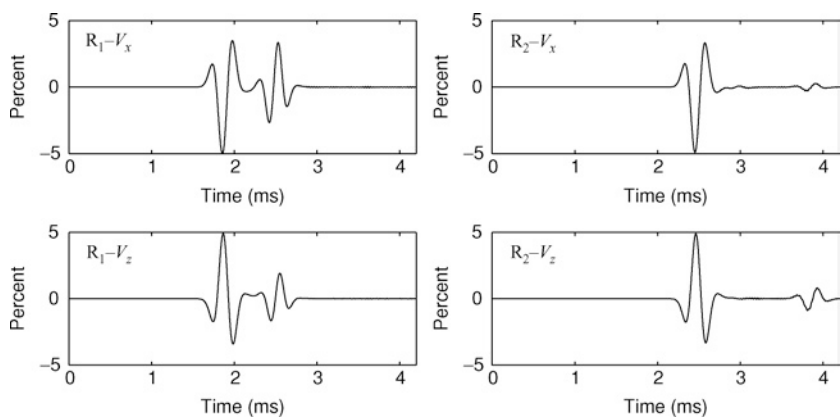 R1–Vx
5
0
−5
Percent
0 1 2 3 4
Time (ms)
R2–Vx
5
0
−5
Percent
0 1 2 3 4
Time (ms)
R1–Vz
5
0
−5
Percent
0 1 2 3 4
Time (ms)
R2–Vz
5
0
−5
Percent
0 1 2 3 4
Time (ms)